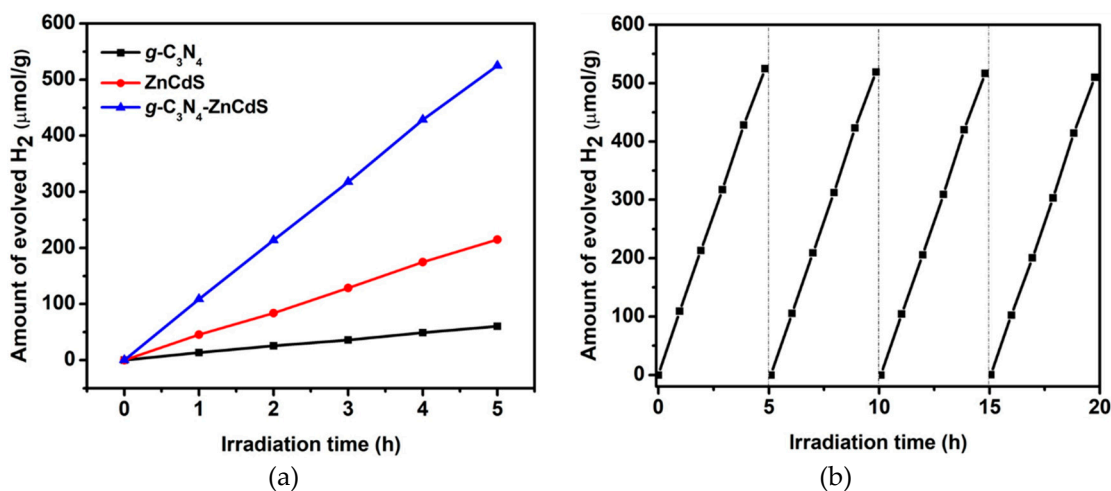 600
500
400
300
200
100
0
Amount of evolved H₂ (μmol/g)
g-C₃N₄
ZnCdS
g-C₃N₄-ZnCdS
0 1 2 3 4 5
Irradiation time (h)
(a)
600
500
400
300
200
100
0
Amount of evolved H₂ (μmol/g)
0 5 10 15 20
Irradiation time (h)
(b)